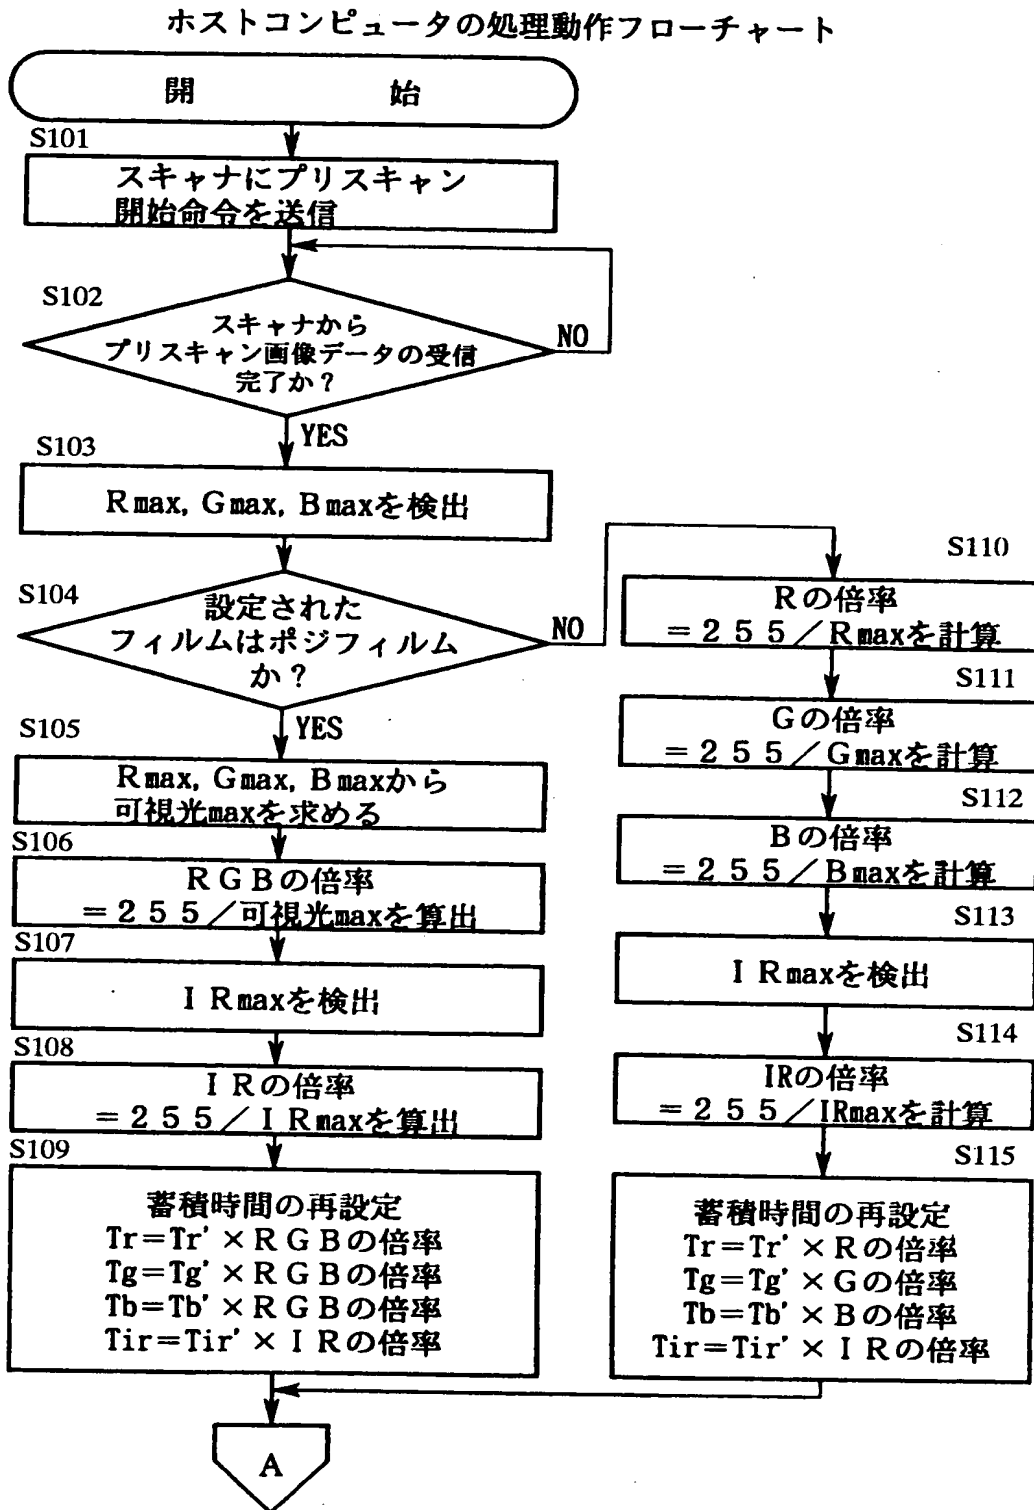 ホストコンピュータの処理動作フローチャート
開 始
S101
スキャナにプリスキャン
開始命令を送信
S102
スキャナから
プリスキャン画像データの受信
完了か？
NO
YES
S103
Rmax, Gmax, Bmaxを検出
S104
設定された
フィルムはポジフィルム
か？
NO
YES
S105
Rmax, Gmax, Bmaxから
可視光maxを求める
S106
RGBの倍率
=255／可視光maxを算出
S107
IRmaxを検出
S108
IRの倍率
=255／IRmaxを算出
S109
蓄積時間の再設定
Tr=Tr'×RGBの倍率
Tg=Tg'×RGBの倍率
Tb=Tb'×RGBの倍率
Tir=Tir'×IRの倍率
S110
Rの倍率
=255／Rmaxを計算
S111
Gの倍率
=255／Gmaxを計算
S112
Bの倍率
=255／Bmaxを計算
S113
IRmaxを検出
S114
IRの倍率
=255／IRmaxを計算
S115
蓄積時間の再設定
Tr=Tr'×Rの倍率
Tg=Tg'×Gの倍率
Tb=Tb'×Bの倍率
Tir=Tir'×IRの倍率
A